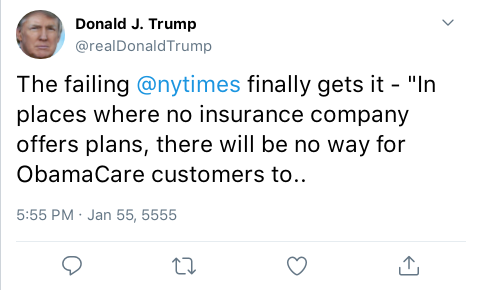 Donald J. Trump
@realDonaldTrump
The failing @nytimes finally gets it - "In
places where no insurance company
offers plans, there will be no way for
ObamaCare customers to..
5:55 PM · Jan 55, 5555